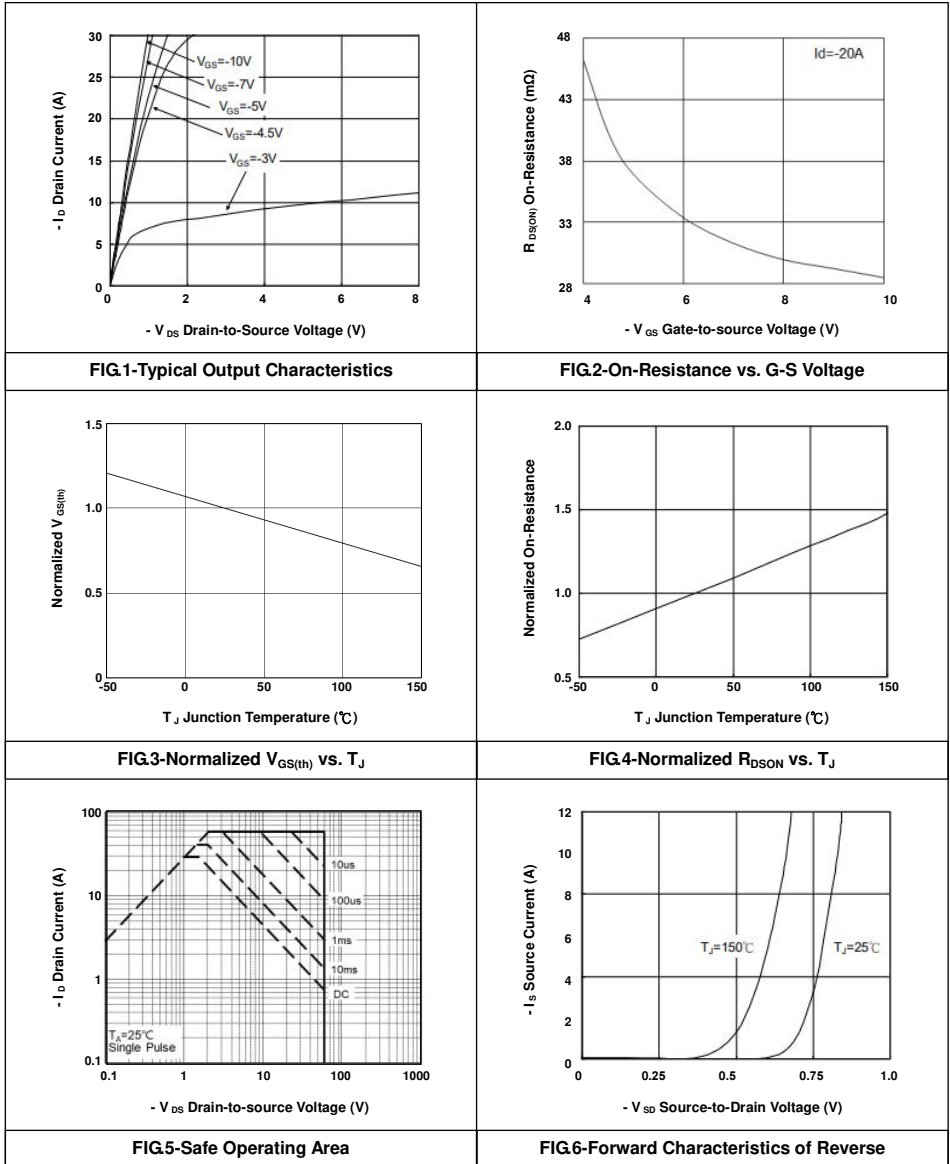 30
25
20
15
10
5
0
0 2 4 6 8
- I D Drain Current (A)
VGS=-10V
VGS=-7V
VGS=-5V
VGS=-4.5V
VGS=-3V
- V DS Drain-to-Source Voltage (V)
FIG.1-Typical Output Characteristics
48
43
38
33
28
4 6 8 10
R DS(ON) On-Resistance (mΩ)
Id=-20A
- V GS Gate-to-source Voltage (V)
FIG.2-On-Resistance vs. G-S Voltage
1.5
1.0
0.5
0
-50 0 50 100 150
Normalized V GS(th)
T J Junction Temperature (℃)
FIG.3-Normalized VGS(th) vs. TJ
2.0
1.5
1.0
0.5
-50 0 50 100 150
Normalized On-Resistance
T J Junction Temperature (℃)
FIG.4-Normalized RDSON vs. TJ
100
10
1
0.1
0.1 1 10 100 1000
- I D Drain Current (A)
10us
100us
1ms
10ms
DC
TA=25℃
Single Pulse
- V DS Drain-to-source Voltage (V)
FIG.5-Safe Operating Area
12
10
8
6
4
2
0
0 0.25 0.5 0.75 1.0
- I S Source Current (A)
TJ=150℃ TJ=25℃
- V SD Source-to-Drain Voltage (V)
FIG.6-Forward Characteristics of Reverse